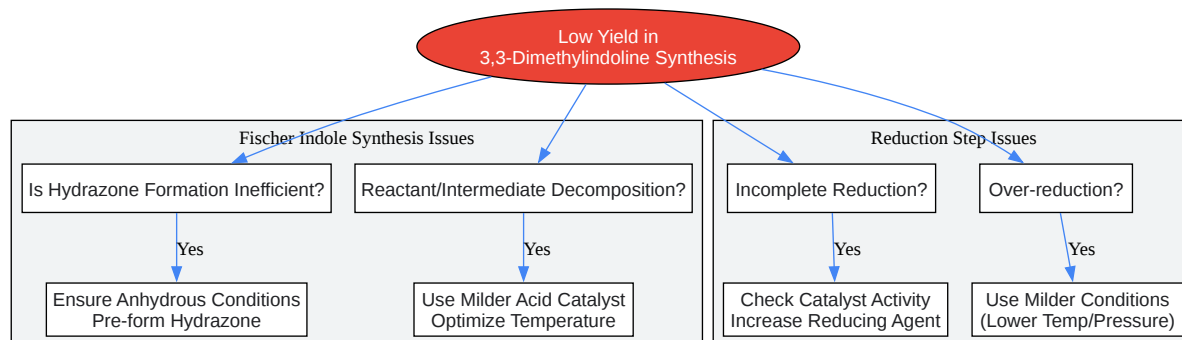 Low Yield in
3,3-Dimethylindoline Synthesis
Fischer Indole Synthesis Issues
Reduction Step Issues
Is Hydrazone Formation Inefficient?
Reactant/Intermediate Decomposition?
Incomplete Reduction?
Over-reduction?
Yes
Yes
Yes
Yes
Ensure Anhydrous Conditions
Pre-form Hydrazone
Use Milder Acid Catalyst
Optimize Temperature
Check Catalyst Activity
Increase Reducing Agent
Use Milder Conditions
(Lower Temp/Pressure)